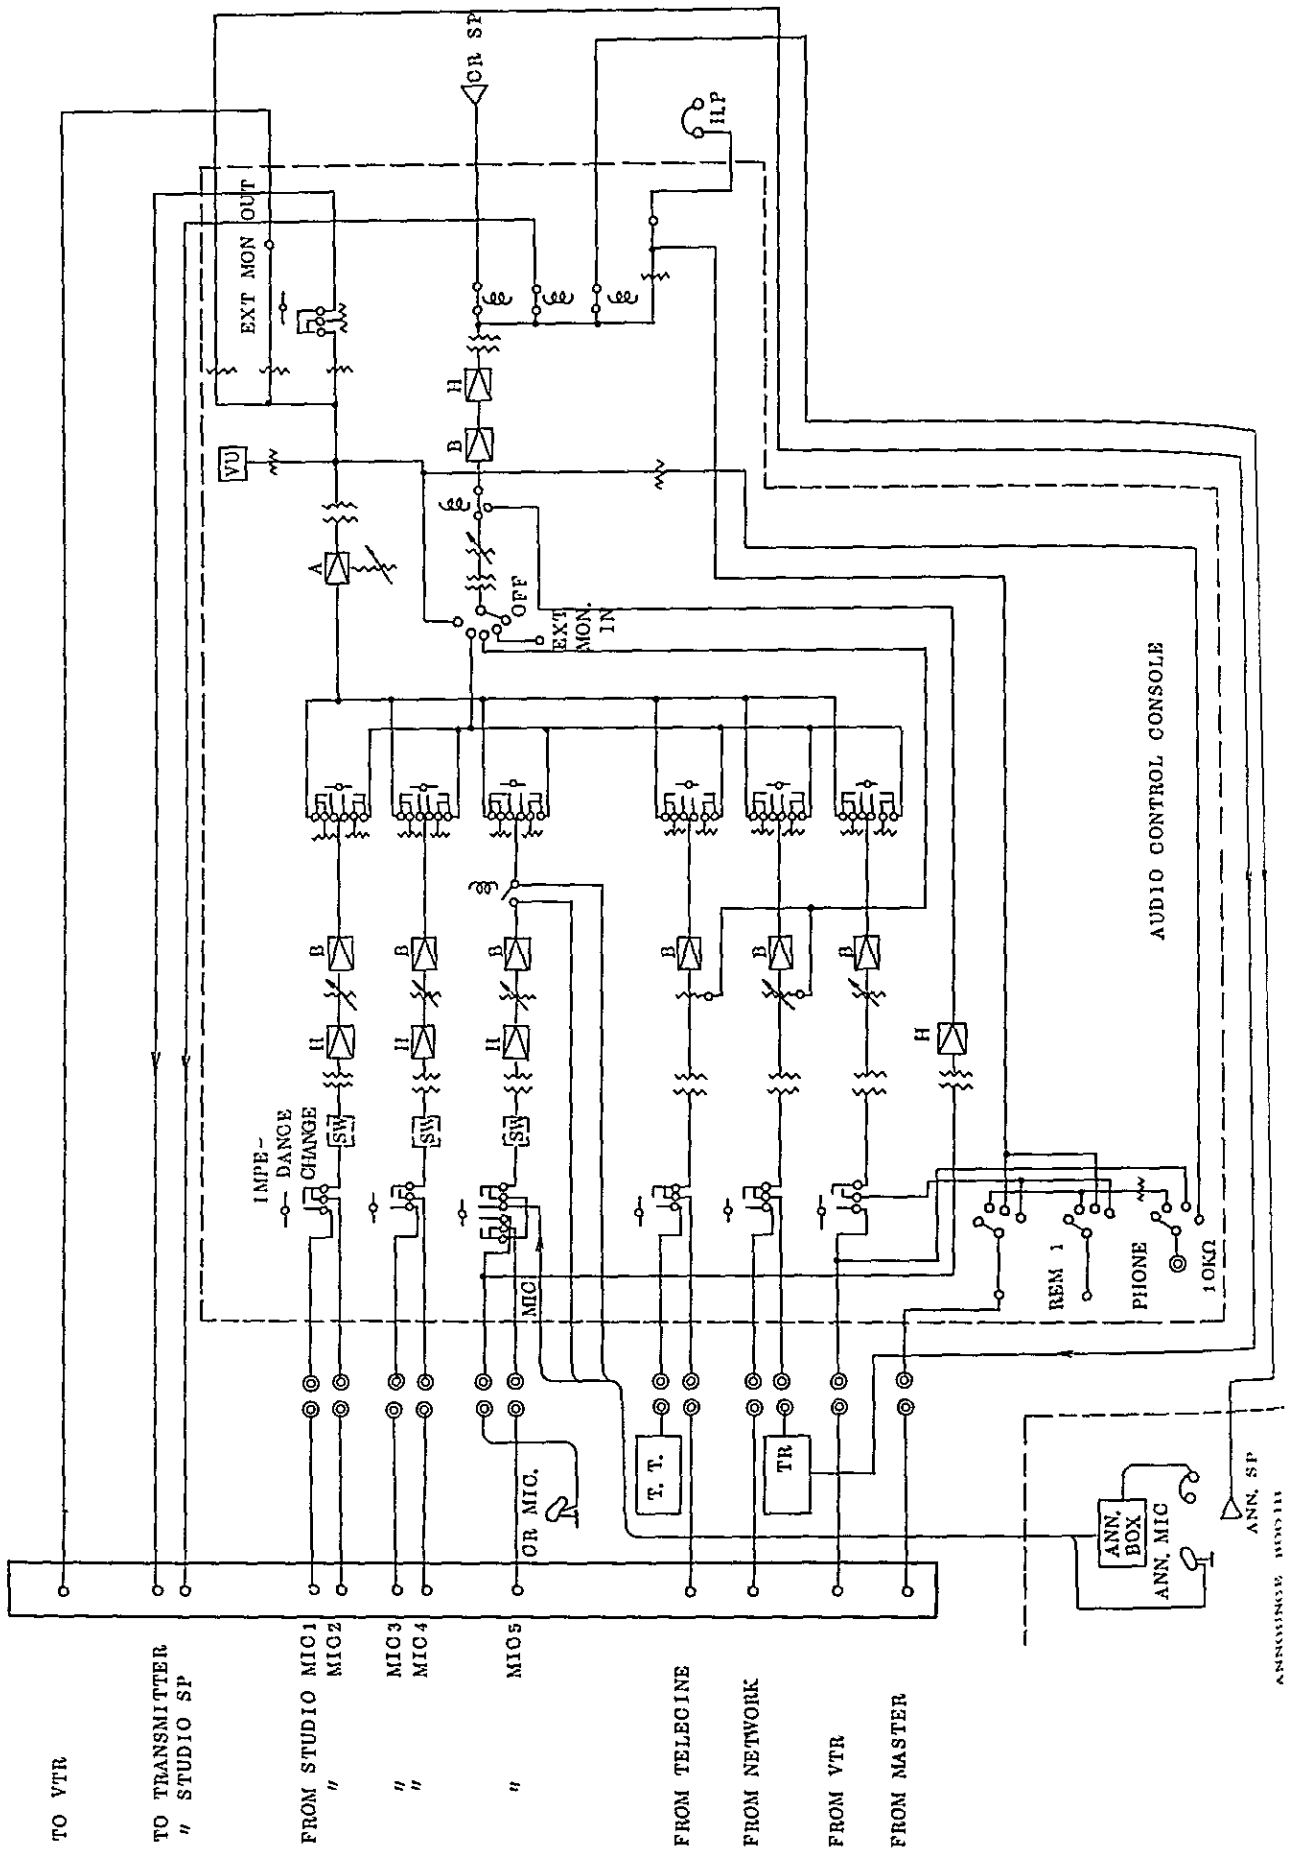 TO VTR
TO TRANSMITTER
〃 STUDIO SP
FROM STUDIO MIC1
〃 MIC2
〃 MIC3
〃 MIC4
〃 MIC5
FROM TELECINE
FROM NETWORK
FROM VTR
FROM MASTER
CR MIC.
T. T.
TR
ANN.
BOX
ANN. MIC
ANN. SP
IMPE-
DANCE
CHANGE
MIC
REM 1
PHONE
10KΩ
SW
SW
SW
H
H
H
H
B
B
B
B
B
B
AUDIO CONTROL CONSOLE
A
VU
OFF
EXT
MON.
IN
B
H
EXT MON OUT
CR SP
H.P